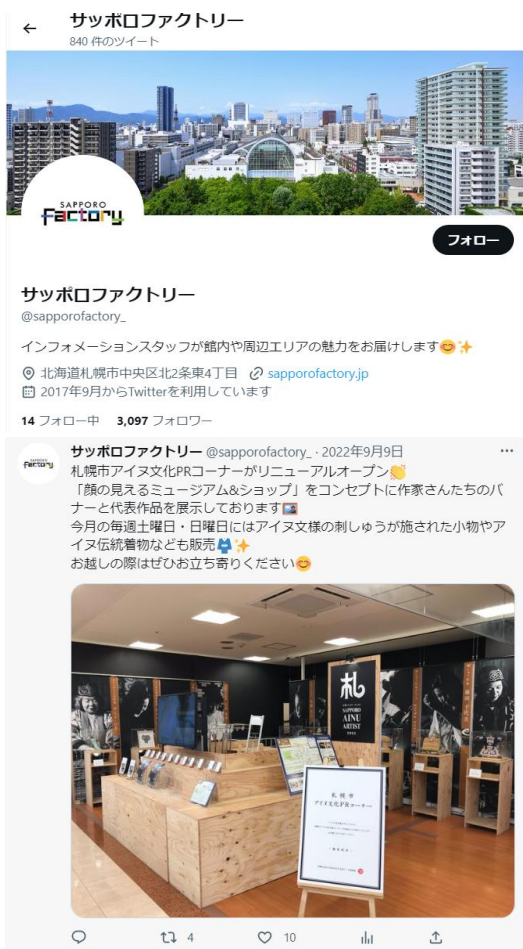 サッポロファクトリー
840 件のツイート
SAPPORO
Factory
フォロー
サッポロファクトリー
@sapporofactory_
インフォメーションスタッフが館内や周辺エリアの魅力をお届けします😊✨
北海道札幌市中央区北2条東4丁目 sapporofactory.jp
2017年9月からTwitterを利用しています
14 フォロー中 3,097 フォロワー
サッポロファクトリー @sapporofactory_・2022年9月9日
札幌市アイヌ文化PRコーナーがリニューアルオープン👏
「顔の見えるミュージアム&ショップ」をコンセプトに作家さんたちのバ
ナーと代表作品を展示しております🖼
今月の毎週土曜日・日曜日にはアイヌ文様の刺しゅうが施された小物やア
イヌ伝統着物なども販売👘✨
お越しの際はぜひお立ち寄りください😊
札
SAPPORO
AINU
ARTIST
札幌市
アイヌ文化PRコーナー
4 10